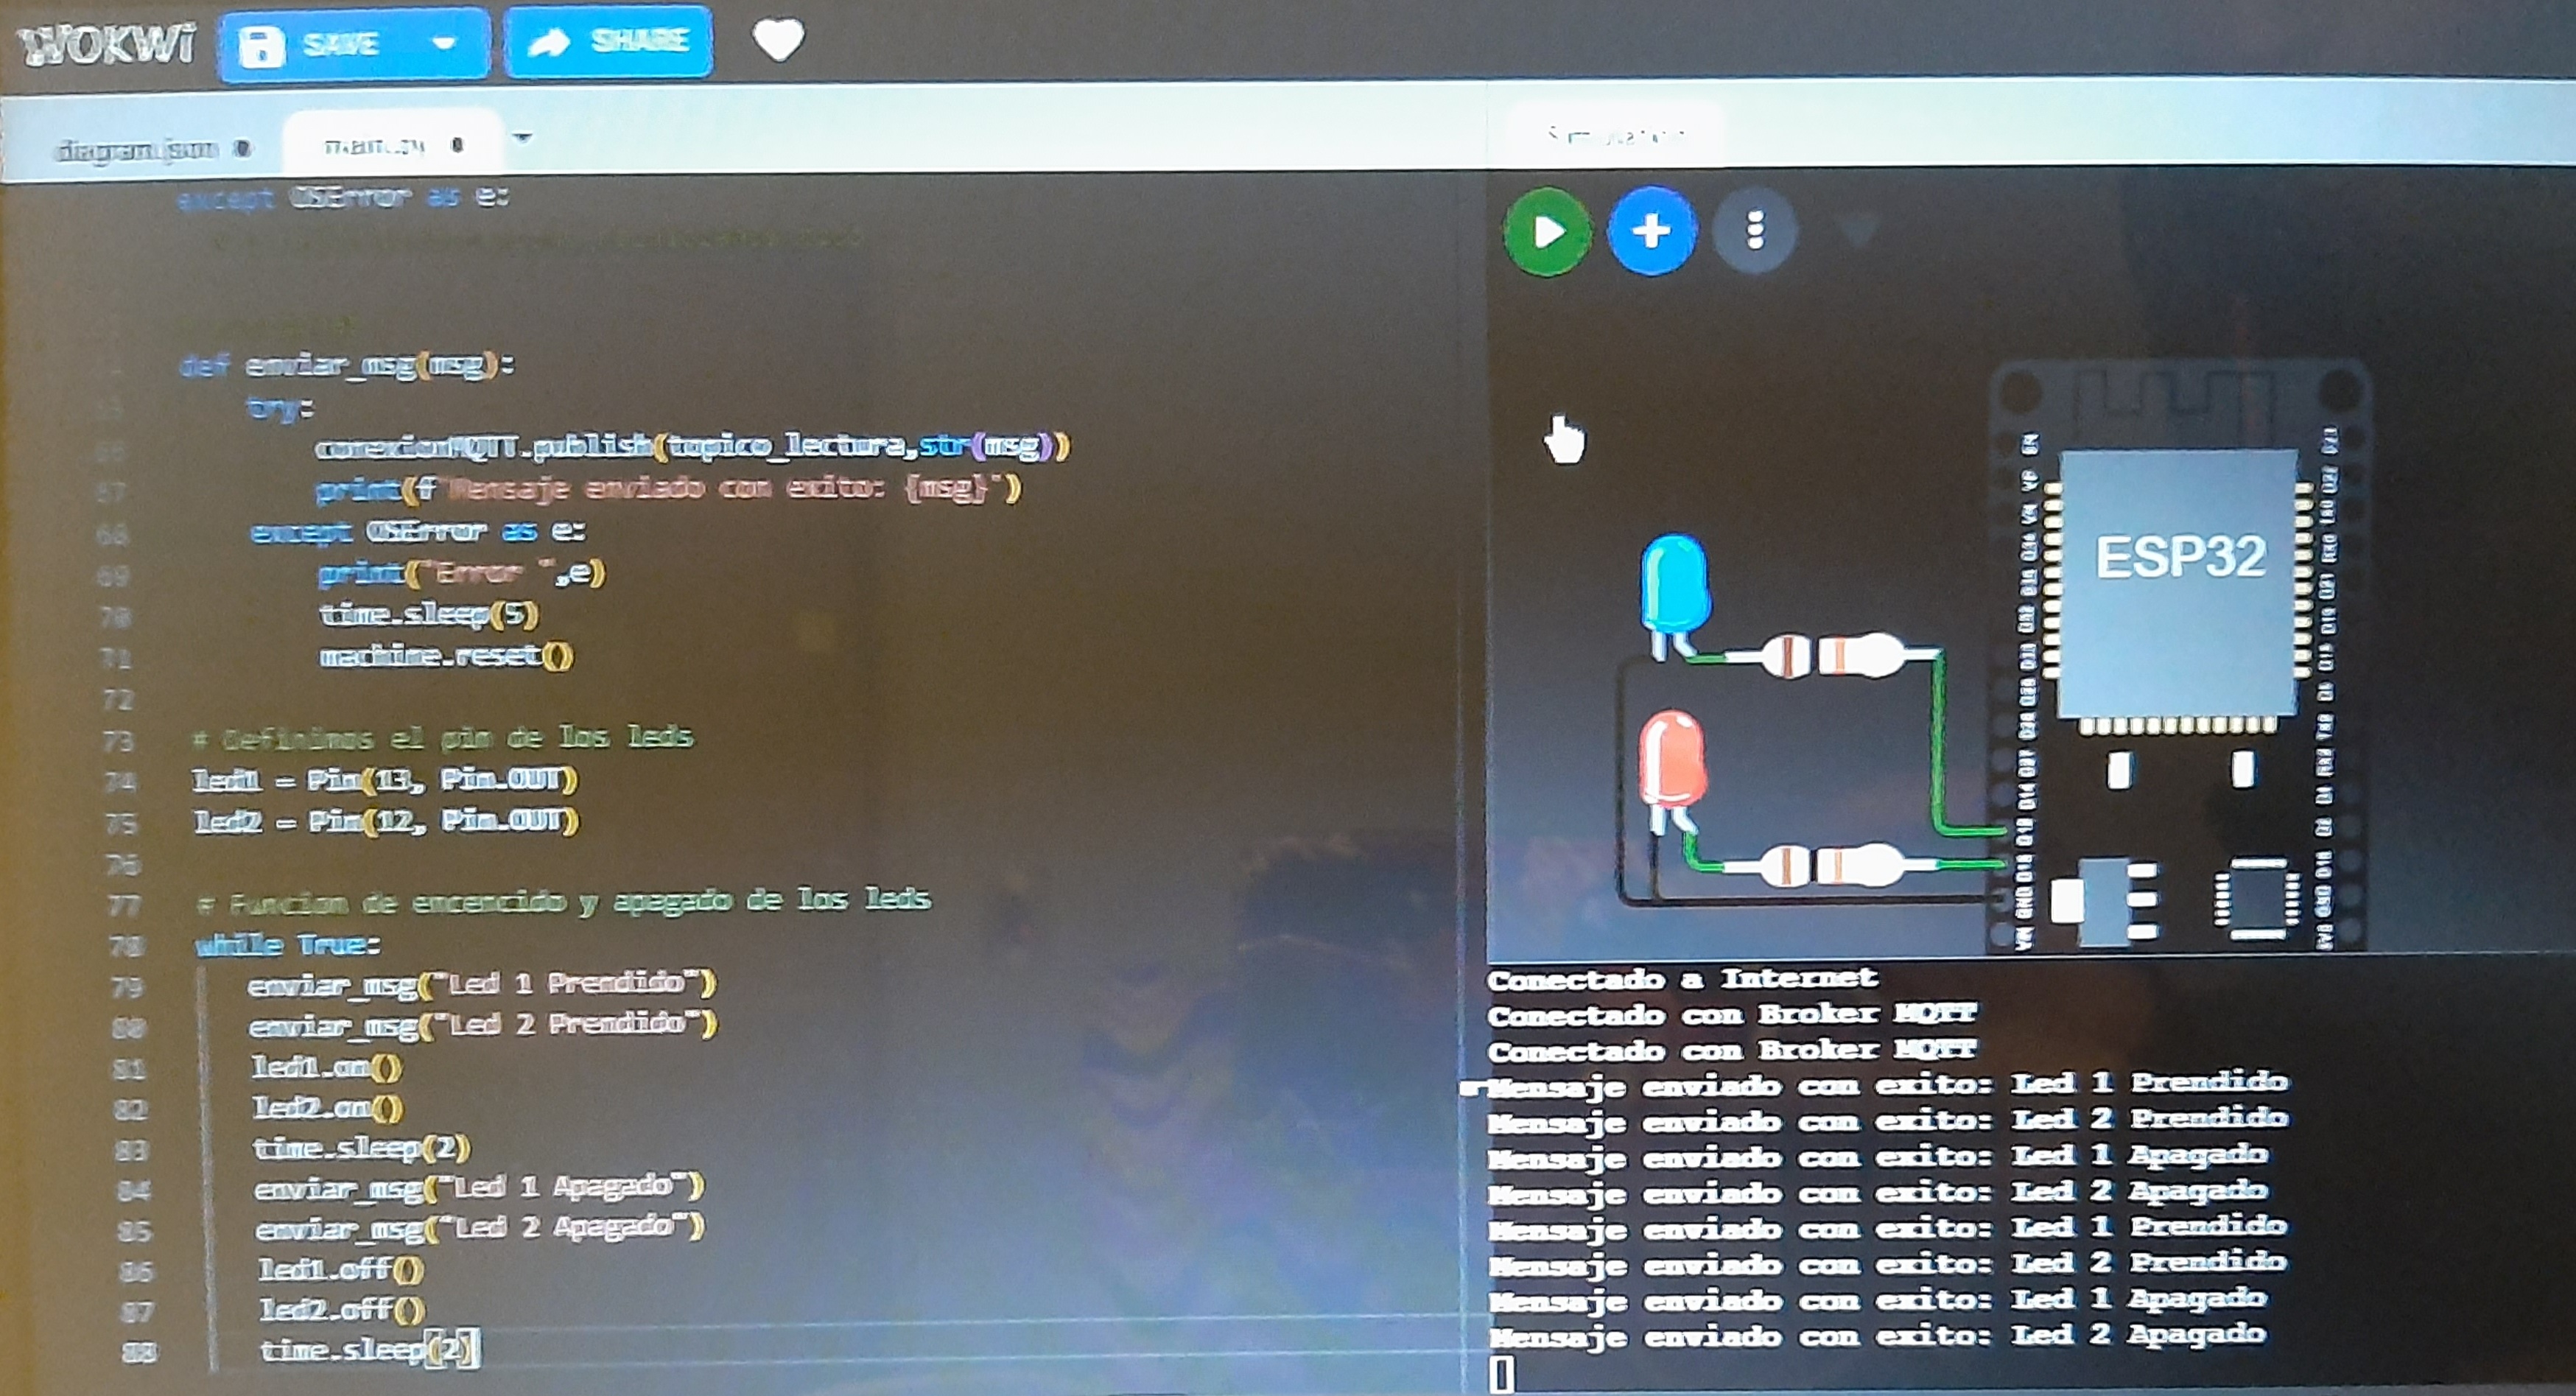 WOKWI SAVE SHARE
diagram.json main.py
Simulation
except OSError as e:
def enviar_msg(msg):
try:
conexionMQTT.publish(topico_lectura,str(msg))
67 print(f"Mensaje enviado con exito: {msg}")
68 except OSError as e:
69 print("Error ",e)
70 time.sleep(5)
71 machine.reset()
72
73 # Definimos el pin de los leds
74 led1 = Pin(13, Pin.OUT)
75 led2 = Pin(12, Pin.OUT)
76
77 # Funcion de encencido y apagado de los leds
78 while True:
79 enviar_msg("Led 1 Prendido")
80 enviar_msg("Led 2 Prendido")
81 led1.on()
82 led2.on()
83 time.sleep(2)
84 enviar_msg("Led 1 Apagado")
85 enviar_msg("Led 2 Apagado")
86 led1.off()
87 led2.off()
88 time.sleep(2)
ESP32
EN VP VN
D27 D14
GND VIN
Conectado a Internet
Conectado con Broker MQTT
Conectado con Broker MQTT
Mensaje enviado con exito: Led 1 Prendido
Mensaje enviado con exito: Led 2 Prendido
Mensaje enviado con exito: Led 1 Apagado
Mensaje enviado con exito: Led 2 Apagado
Mensaje enviado con exito: Led 1 Prendido
Mensaje enviado con exito: Led 2 Prendido
Mensaje enviado con exito: Led 1 Apagado
Mensaje enviado con exito: Led 2 Apagado